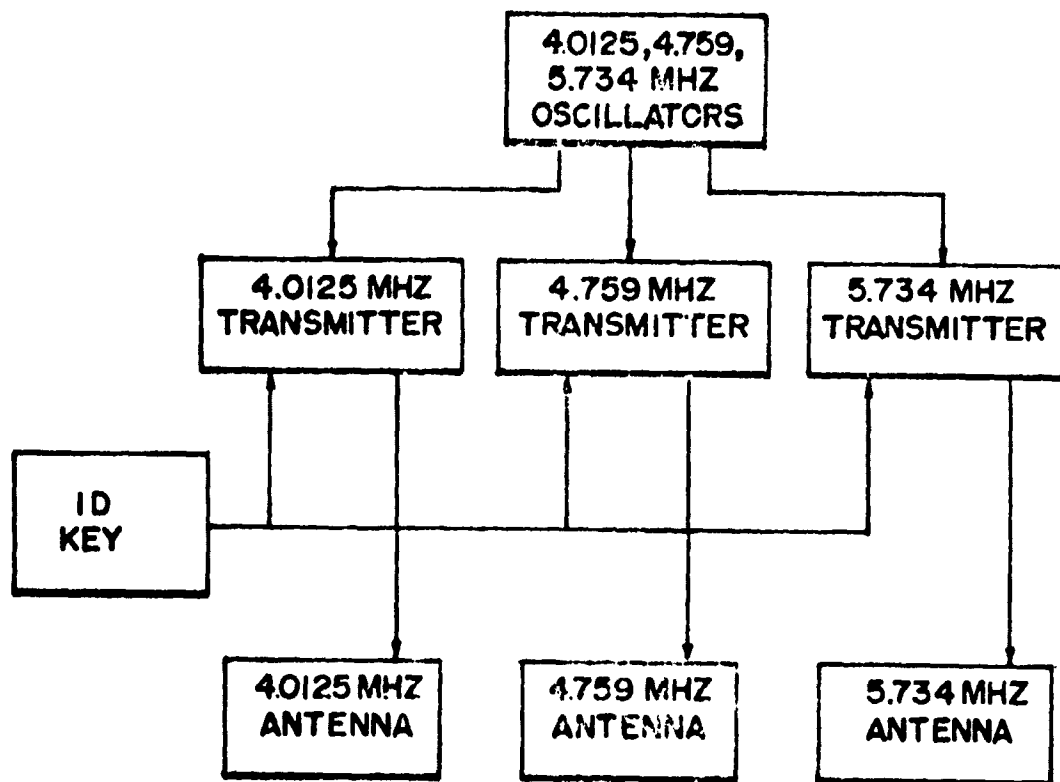 4.0125, 4.759,
5.734 MHZ
OSCILLATORS
4.0125 MHZ
TRANSMITTER
4.759 MHZ
TRANSMITTER
5.734 MHZ
TRANSMITTER
ID
KEY
4.0125 MHZ
ANTENNA
4.759 MHZ
ANTENNA
5.734 MHZ
ANTENNA